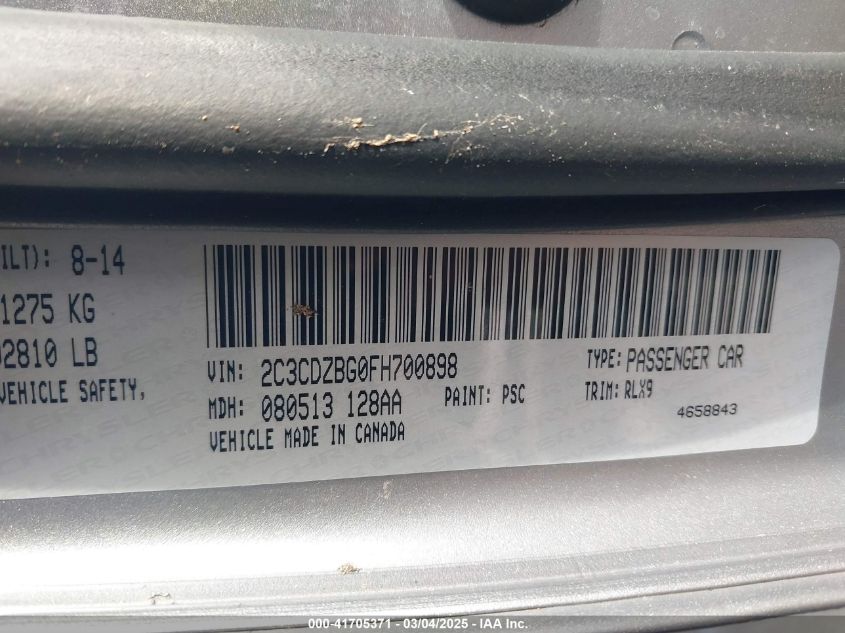 ILT): 8-14
1275 KG
02810 LB
VEHICLE SAFETY,
VIN: 2C3CDZBG0FH700898 TYPE: PASSENGER CAR
MDH: 080513 128AA PAINT: PSC TRIM: RLX9
VEHICLE MADE IN CANADA 4658843
000-41705371 - 03/04/2025 - IAA Inc.